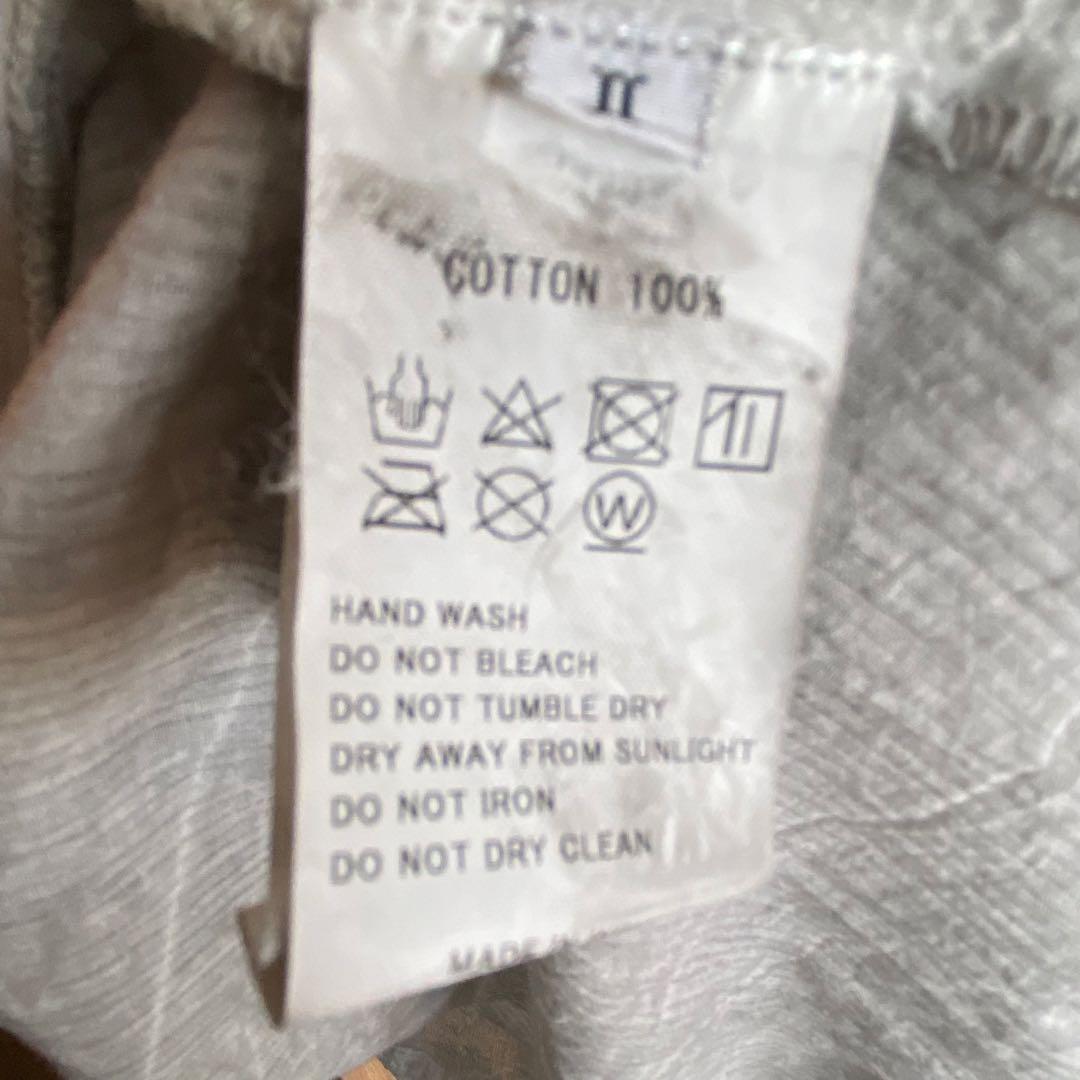 II
COTTON 100%
W
HAND WASH
DO NOT BLEACH
DO NOT TUMBLE DRY
DRY AWAY FROM SUNLIGHT
DO NOT IRON
DO NOT DRY CLEAN
MADE